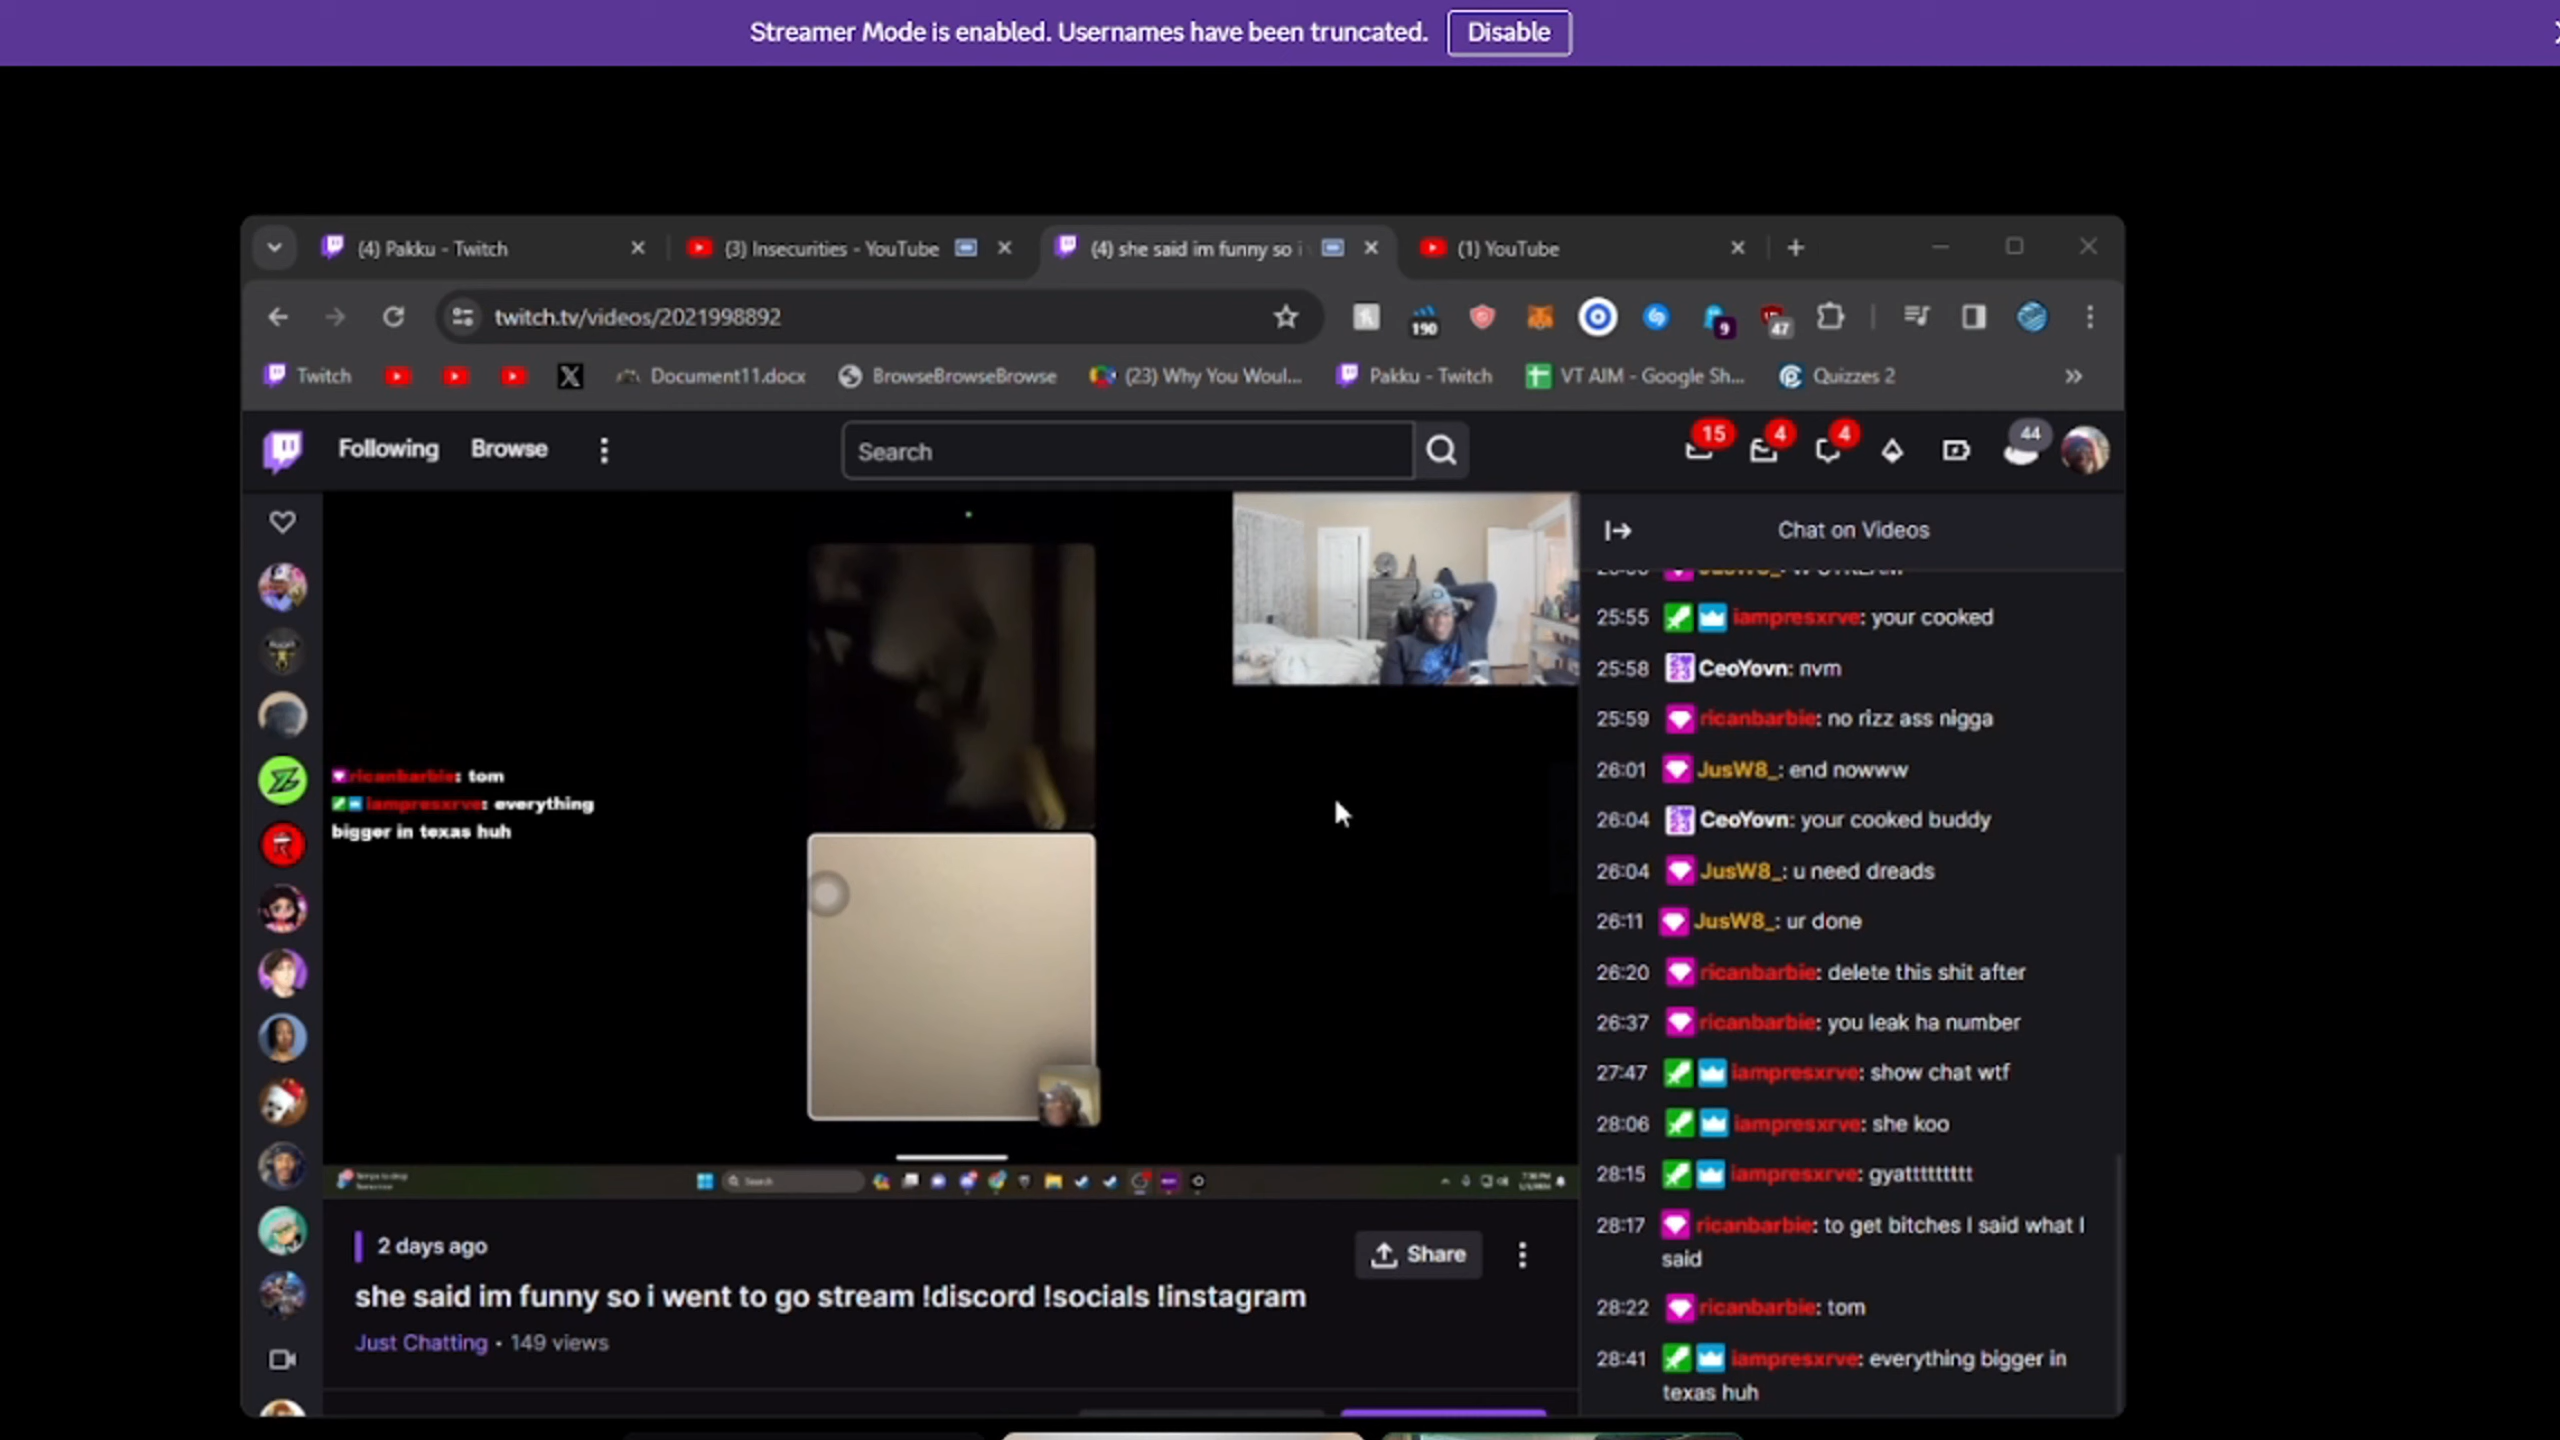 Streamer Mode is enabled. Usernames have been truncated. Disable
(4) Pakku - Twitch
(3) Insecurities - YouTube
(4) she said im funny so i
(1) YouTube
twitch.tv/videos/2021998892
190
9
47
Twitch
Document11.docx
BrowseBrowseBrowse
(23) Why You Woul...
Pakku - Twitch
VT AIM - Google Sh...
Quizzes 2
Following
Browse
Search
15
4
4
44
Chat on Videos
25:55 iampresxrve: your cooked
25:58 CeoYovn: nvm
25:59 ricanbarbie: no rizz ass nigga
26:01 JusW8_: end nowww
26:04 CeoYovn: your cooked buddy
26:04 JusW8_: u need dreads
26:11 JusW8_: ur done
26:20 ricanbarbie: delete this shit after
26:37 ricanbarbie: you leak ha number
27:47 iampresxrve: show chat wtf
28:06 iampresxrve: she koo
28:15 iampresxrve: gyattttttttt
28:17 ricanbarbie: to get bitches I said what I
said
28:22 ricanbarbie: tom
28:41 iampresxrve: everything bigger in
texas huh
ricanbarbie: tom
iampresxrve: everything
bigger in texas huh
Search
2 days ago
Share
she said im funny so i went to go stream !discord !socials !instagram
Just Chatting • 149 views